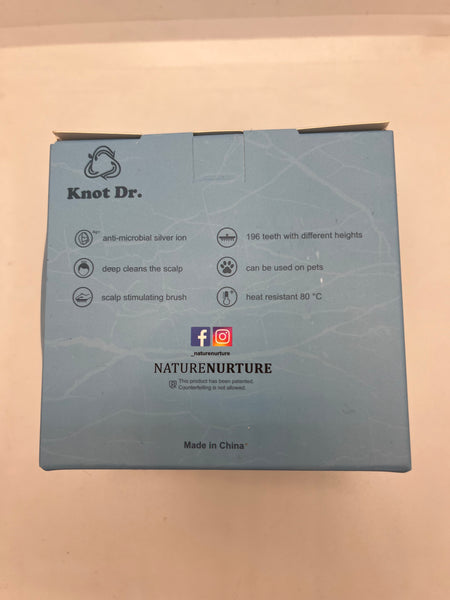 Knot Dr.
anti-microbial silver ion
deep cleans the scalp
scalp stimulating brush
196 teeth with different heights
can be used on pets
heat resistant 80 °C
_naturenurture
NATURENURTURE
This product has been patented.
Counterfeiting is not allowed.
Made in China